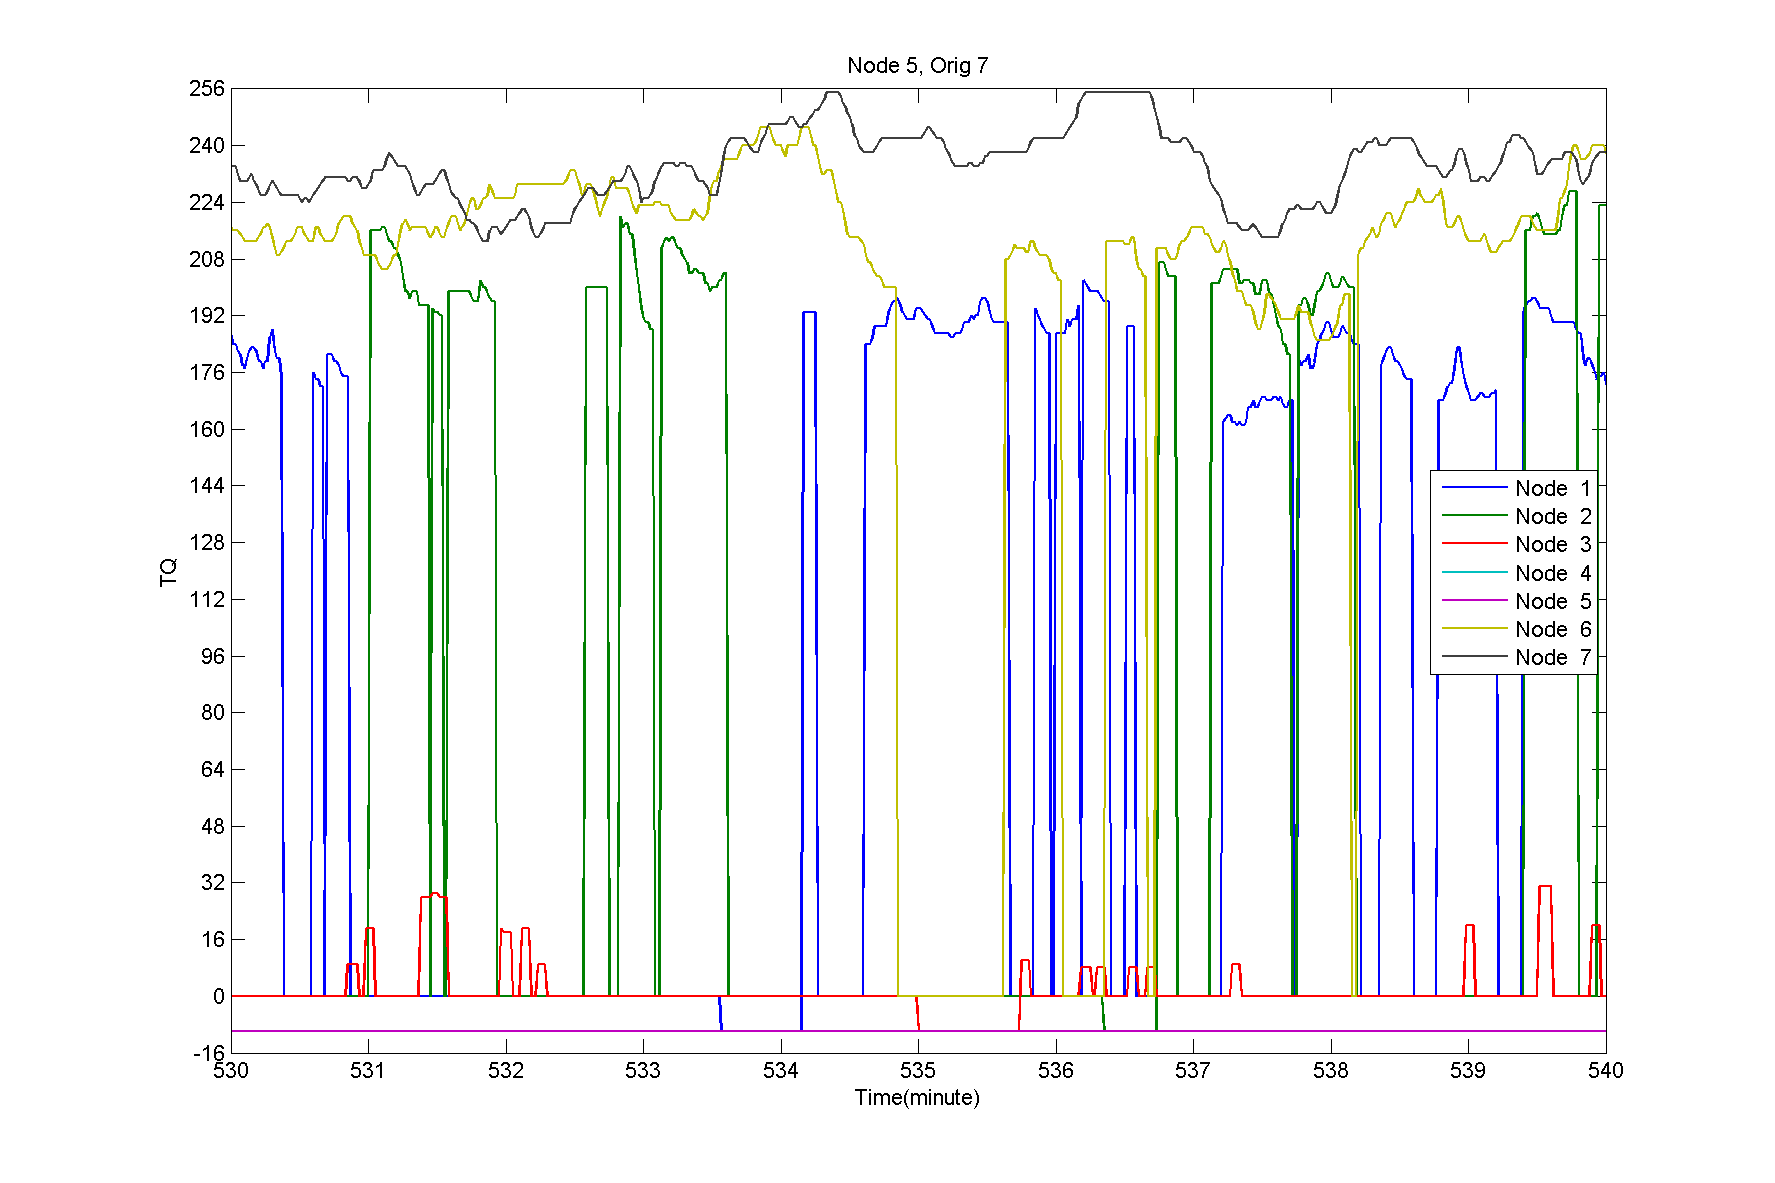 Node 5, Orig 7
256
240
224
208
192
176
160
144
128
112
96
80
64
48
32
16
0
-16
TQ
Node 1
Node 2
Node 3
Node 4
Node 5
Node 6
Node 7
530 531 532 533 534 535 536 537 538 539 540
Time(minute)